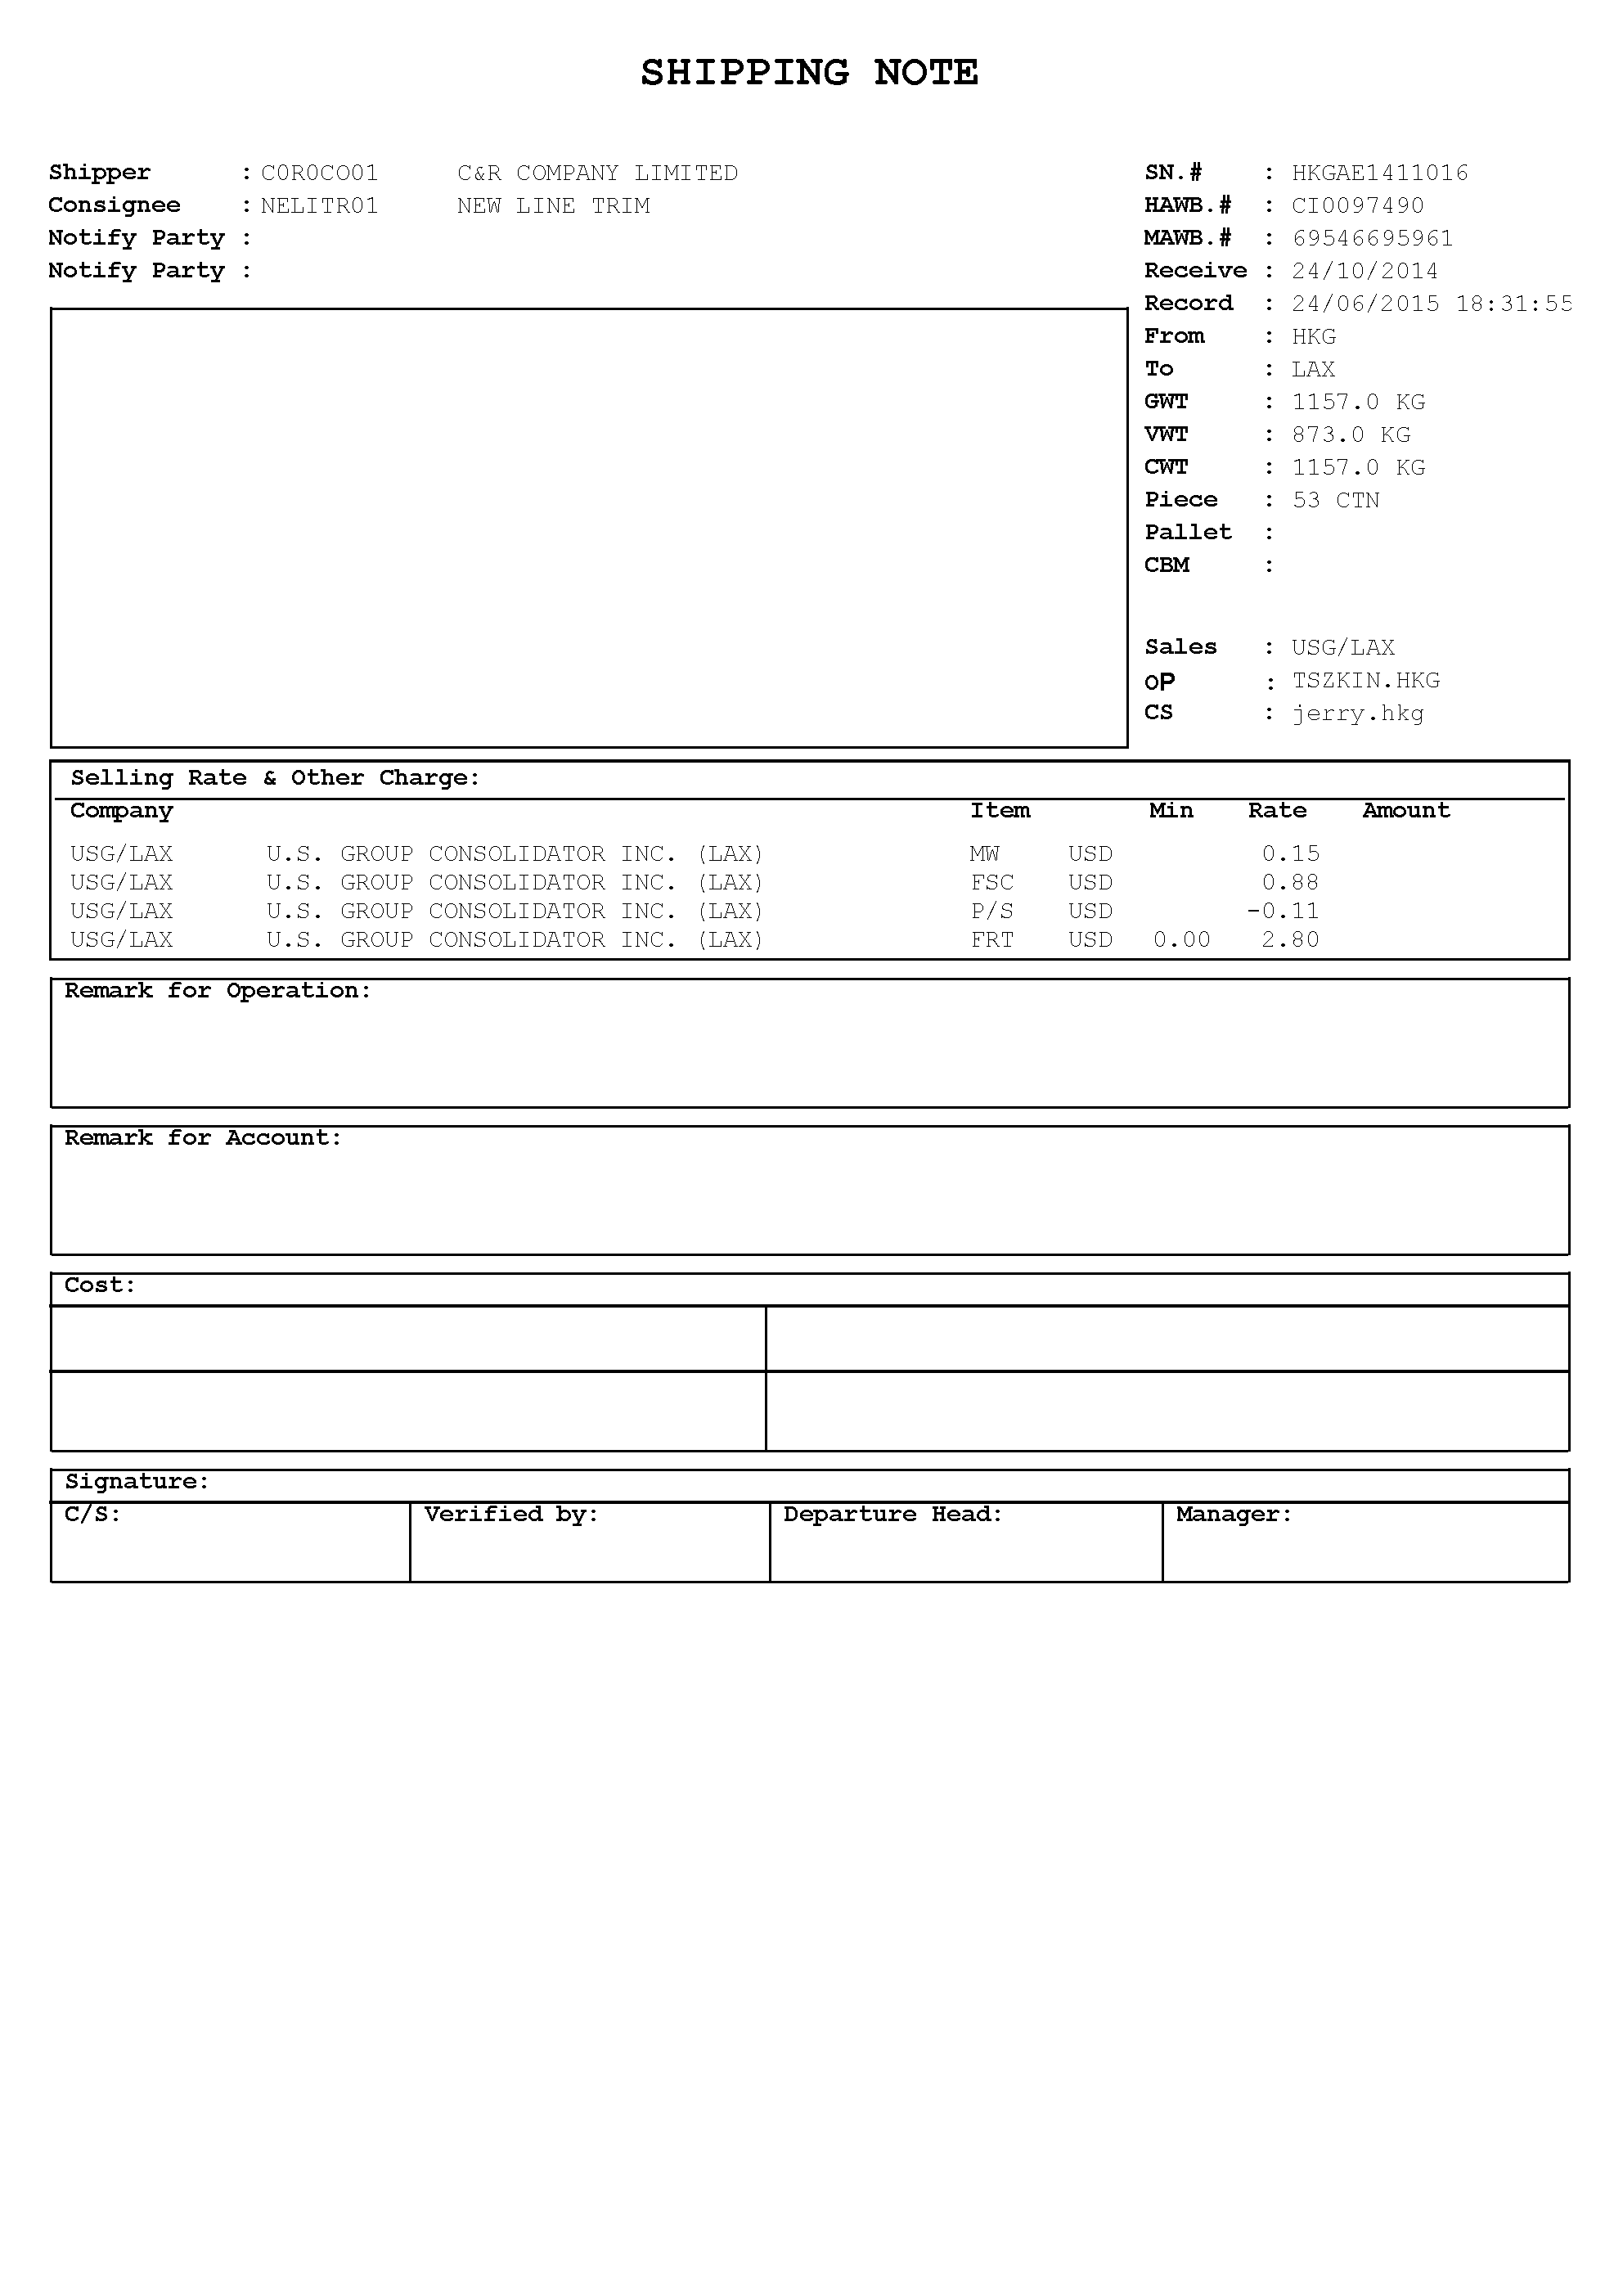 SHIPPING NOTE
Shipper : C0R0CO01 C&R COMPANY LIMITED
Consignee : NELITR01 NEW LINE TRIM
Notify Party :
Notify Party :
SN.# : HKGAE1411016
HAWB.# : CI0097490
MAWB.# : 69546695961
Receive : 24/10/2014
Record : 24/06/2015 18:31:55
From : HKG
To : LAX
GWT : 1157.0 KG
VWT : 873.0 KG
CWT : 1157.0 KG
Piece : 53 CTN
Pallet :
CBM :
Sales : USG/LAX
OP : TSZKIN.HKG
CS : jerry.hkg
Selling Rate & Other Charge:
Company Item Min Rate Amount
USG/LAX U.S. GROUP CONSOLIDATOR INC. (LAX) MW USD 0.15
USG/LAX U.S. GROUP CONSOLIDATOR INC. (LAX) FSC USD 0.88
USG/LAX U.S. GROUP CONSOLIDATOR INC. (LAX) P/S USD -0.11
USG/LAX U.S. GROUP CONSOLIDATOR INC. (LAX) FRT USD 0.00 2.80
Remark for Operation:
Remark for Account:
Cost:
Signature:
C/S: Verified by: Departure Head: Manager: